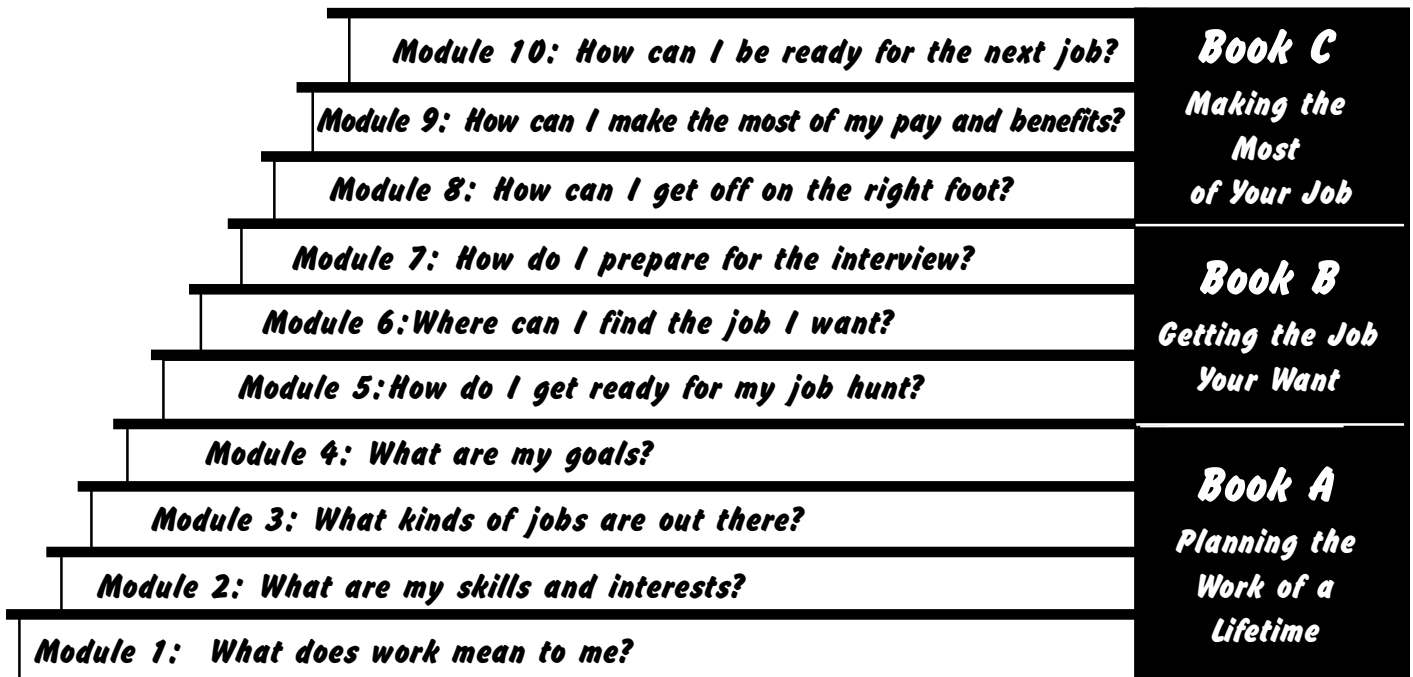 Module 10: How can I be ready for the next job?
Module 9: How can I make the most of my pay and benefits?
Module 8: How can I get off on the right foot?
Module 7: How do I prepare for the interview?
Module 6:Where can I find the job I want?
Module 5:How do I get ready for my job hunt?
Module 4: What are my goals?
Module 3: What kinds of jobs are out there?
Module 2: What are my skills and interests?
Module 1: What does work mean to me?
Book C
Making the
Most
of Your Job
Book B
Getting the Job
Your Want
Book A
Planning the
Work of a
Lifetime